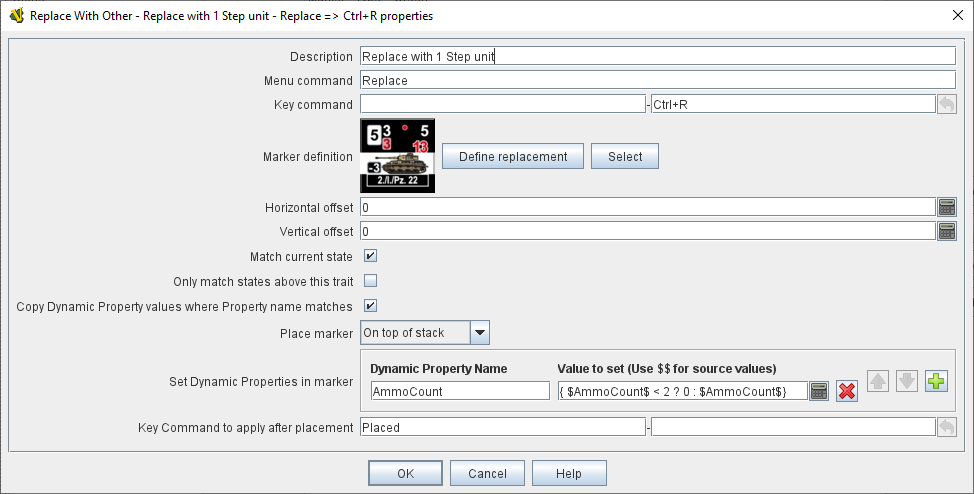 Replace With Other - Replace with 1 Step unit - Replace => Ctrl+R properties
Description Replace with 1 Step unit
Menu command Replace
Key command - Ctrl+R
Marker definition Define replacement Select
5 3 5
3 13
-3
2./I./Pz. 22
Horizontal offset 0
Vertical offset 0
Match current state
Only match states above this trait
Copy Dynamic Property values where Property name matches
Place marker On top of stack
Dynamic Property Name Value to set (Use $$ for source values)
Set Dynamic Properties in marker AmmoCount { $AmmoCount$ < 2 ? 0 : $AmmoCount$}
Key Command to apply after placement Placed -
OK Cancel Help